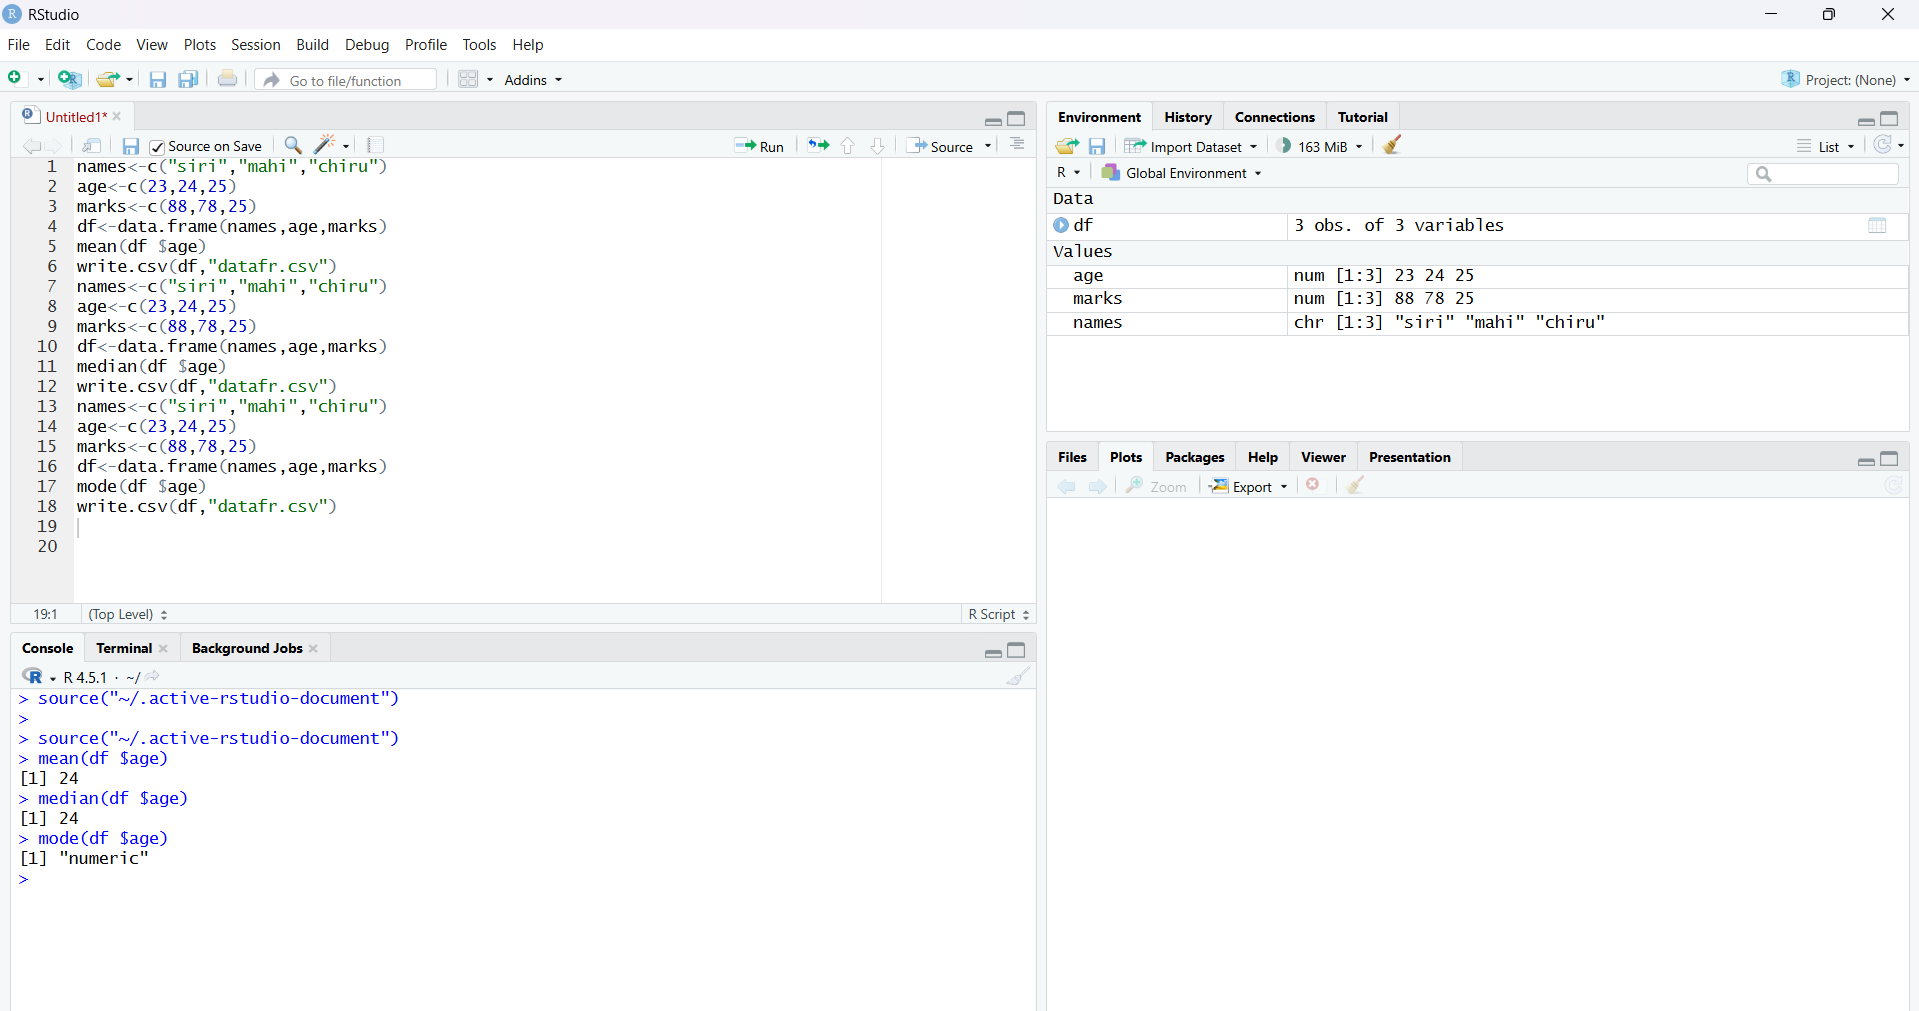 RStudio
File Edit Code View Plots Session Build Debug Profile Tools Help
Go to file/function Addins Project: (None)
Untitled1*
Source on Save Run Source
1 names<-c("siri","mahi","chiru")
2 age<-c(23,24,25)
3 marks<-c(88,78,25)
4 df<-data.frame(names,age,marks)
5 mean(df $age)
6 write.csv(df,"datafr.csv")
7 names<-c("siri","mahi","chiru")
8 age<-c(23,24,25)
9 marks<-c(88,78,25)
10 df<-data.frame(names,age,marks)
11 median(df $age)
12 write.csv(df,"datafr.csv")
13 names<-c("siri","mahi","chiru")
14 age<-c(23,24,25)
15 marks<-c(88,78,25)
16 df<-data.frame(names,age,marks)
17 mode(df $age)
18 write.csv(df,"datafr.csv")
19
20
19:1 (Top Level) R Script
Console Terminal Background Jobs
R 4.5.1 · ~/
> source("~/.active-rstudio-document")
>
> source("~/.active-rstudio-document")
> mean(df $age)
[1] 24
> median(df $age)
[1] 24
> mode(df $age)
[1] "numeric"
>
Environment History Connections Tutorial
Import Dataset 163 MiB List
R Global Environment
Data
df 3 obs. of 3 variables
Values
age num [1:3] 23 24 25
marks num [1:3] 88 78 25
names chr [1:3] "siri" "mahi" "chiru"
Files Plots Packages Help Viewer Presentation
Zoom Export